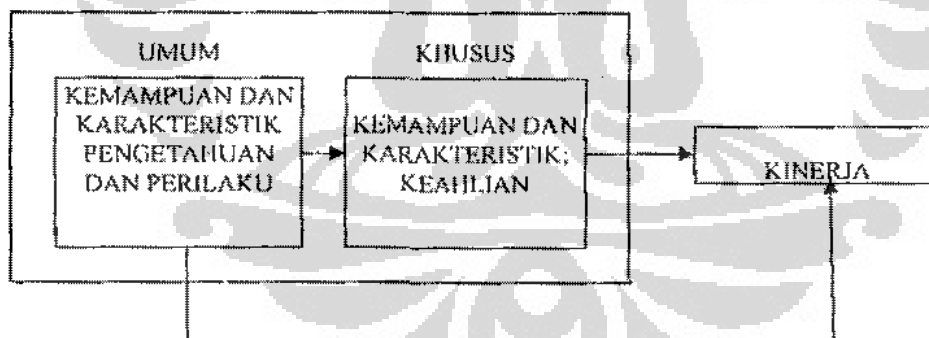 UMUM
KEMAMPUAN DAN
KARAKTERISTIK
PENGETAHUAN
DAN PERILAKU
KHUSUS
KEMAMPUAN DAN
KARAKTERISTIK;
KEAHLIAN
KINERJA